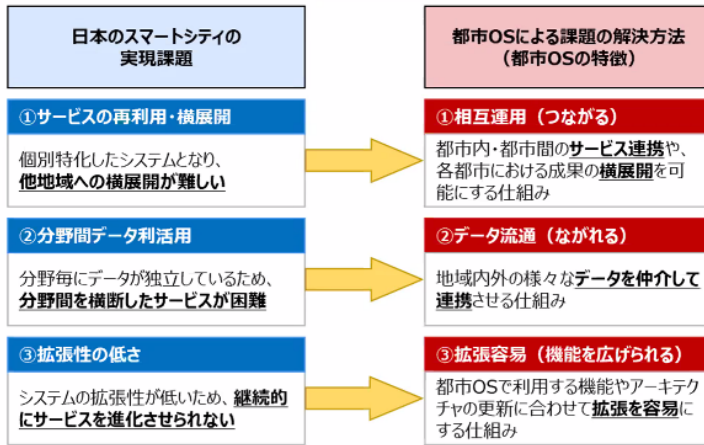 日本のスマートシティの
実現課題
都市OSによる課題の解決方法
（都市OSの特徴）
①サービスの再利用・横展開
個別特化したシステムとなり、
他地域への横展開が難しい
①相互運用（つながる）
都市内・都市間のサービス連携や、
各都市における成果の横展開を可
能にする仕組み
②分野間データ利活用
分野毎にデータが独立しているため、
分野間を横断したサービスが困難
②データ流通（ながれる）
地域内外の様々なデータを仲介して
連携させる仕組み
③拡張性の低さ
システムの拡張性が低いため、継続的
にサービスを進化させられない
③拡張容易（機能を広げられる）
都市OSで利用する機能やアーキテク
チャの更新に合わせて拡張を容易に
する仕組み